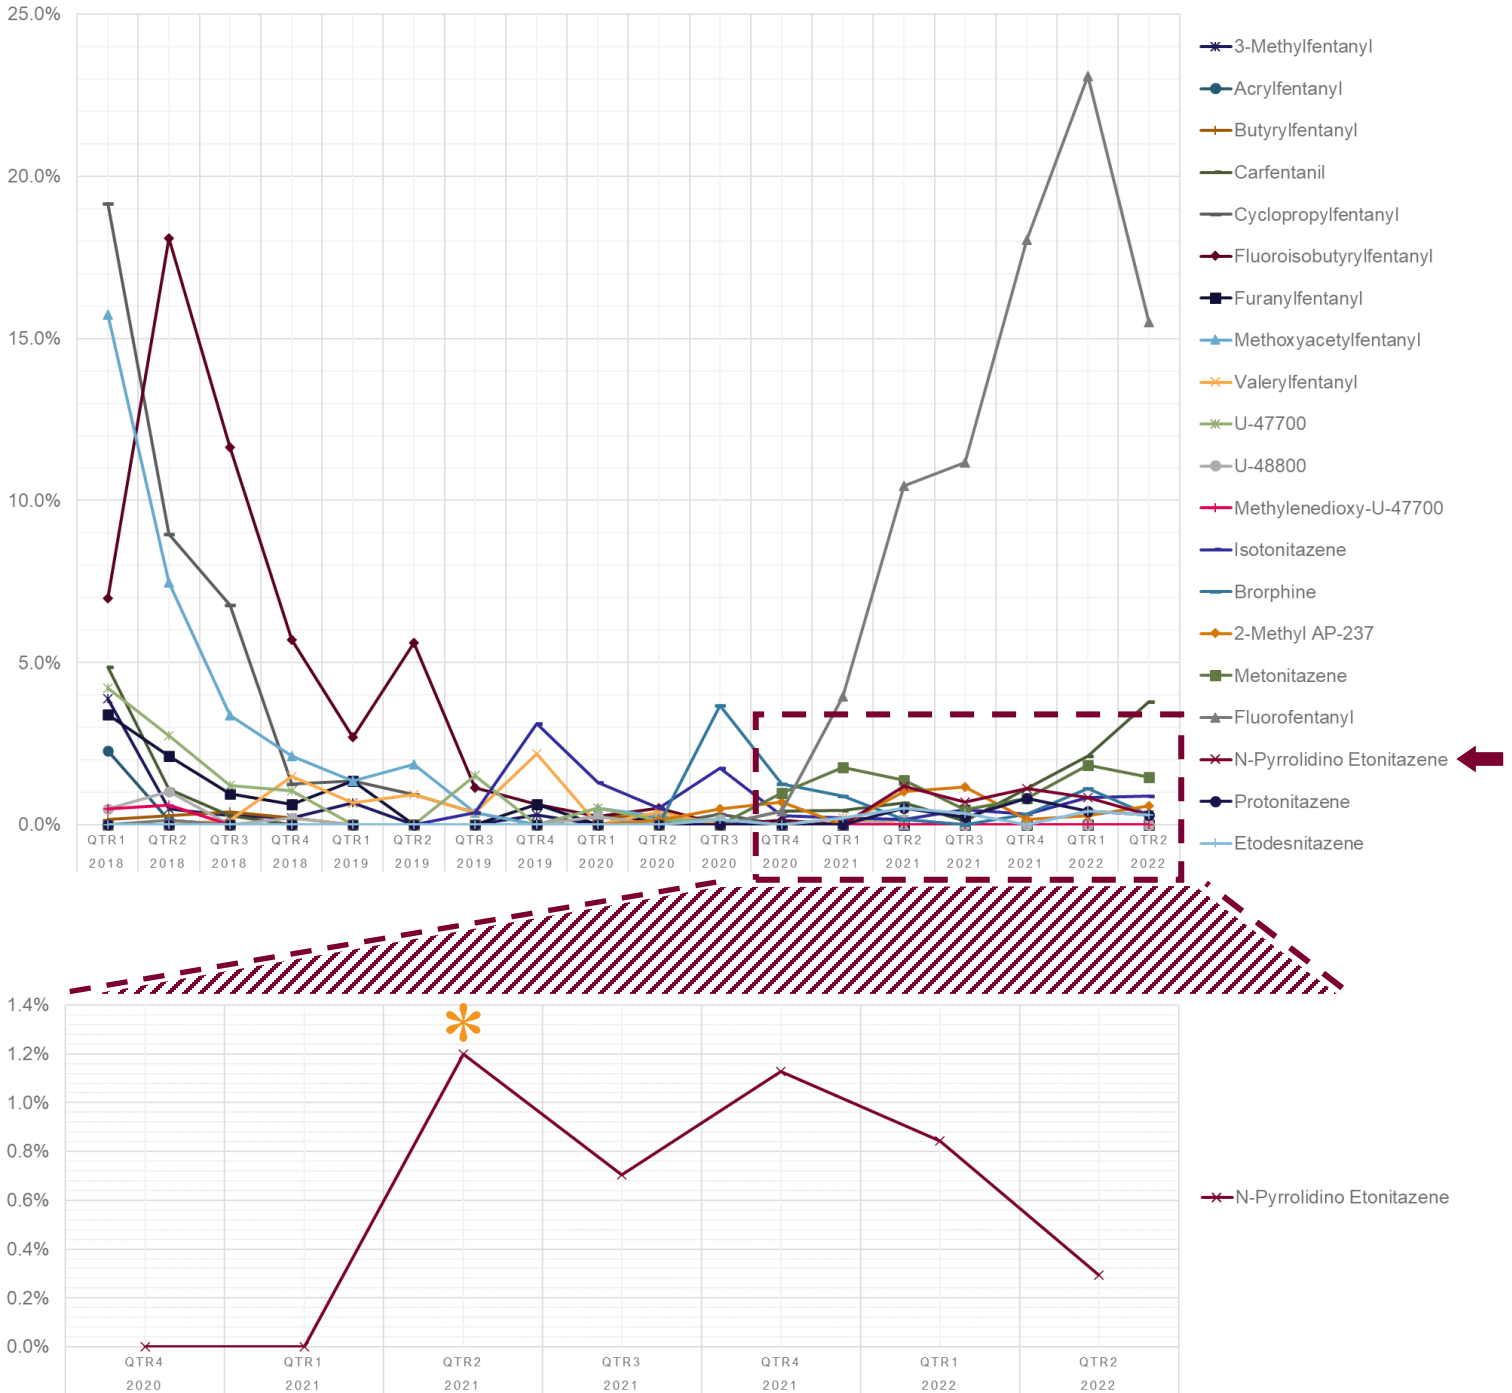 25.0%
20.0%
15.0%
10.0%
5.0%
0.0%
QTR1 QTR2 QTR3 QTR4 QTR1 QTR2 QTR3 QTR4 QTR1 QTR2 QTR3 QTR4 QTR1 QTR2 QTR3 QTR4 QTR1 QTR2
2018 2018 2018 2018 2019 2019 2019 2019 2020 2020 2020 2020 2021 2021 2021 2021 2022 2022
3-Methylfentanyl
Acrylfentanyl
Butyrylfentanyl
Carfentanil
Cyclopropylfentanyl
Fluoroisobutyrylfentanyl
Furanylfentanyl
Methoxyacetylfentanyl
Valerylfentanyl
U-47700
U-48800
Methylenedioxy-U-47700
Isotonitazene
Brorphine
2-Methyl AP-237
Metonitazene
Fluorofentanyl
N-Pyrrolidino Etonitazene
Protonitazene
Etodesnitazene
1.4%
1.2%
1.0%
0.8%
0.6%
0.4%
0.2%
0.0%
QTR4 QTR1 QTR2 QTR3 QTR4 QTR1 QTR2
2020 2021 2021 2021 2021 2022 2022
N-Pyrrolidino Etonitazene